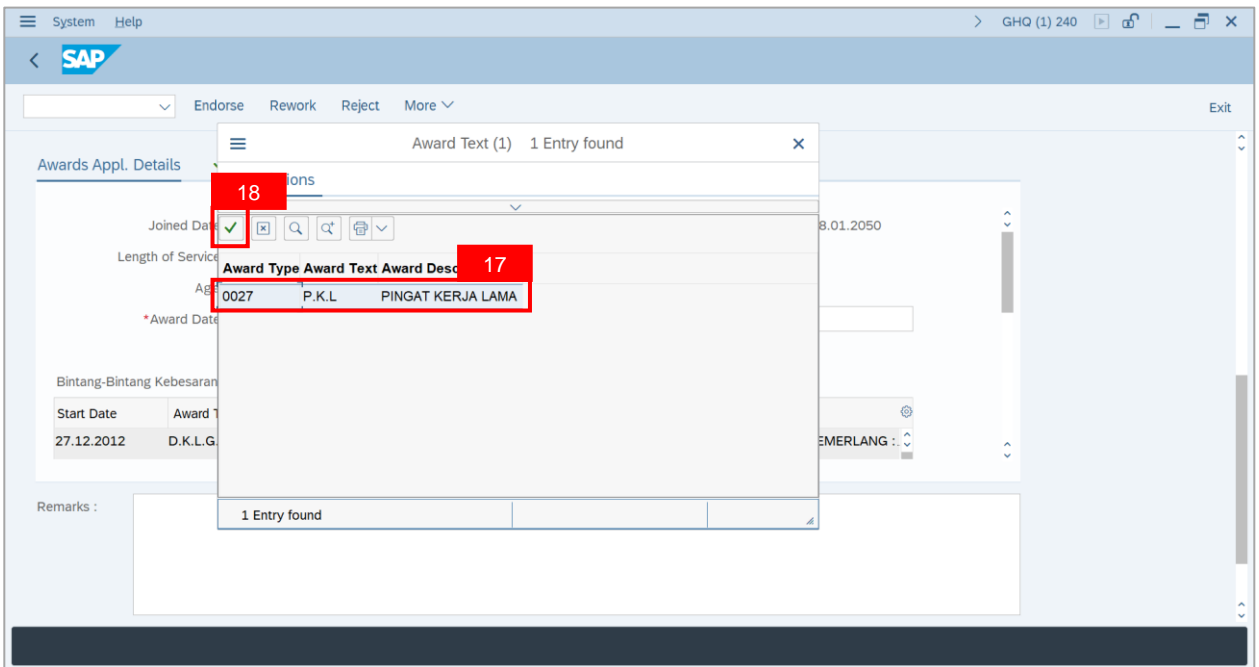 System Help GHQ (1) 240
SAP
Endorse Rework Reject More Exit
Award Text (1) 1 Entry found
Awards Appl. Details
ions
18
Joined Date 8.01.2050
Length of Service
17
Award Type Award Text Award Desc
Age
0027 P.K.L PINGAT KERJA LAMA
*Award Date
Bintang-Bintang Kebesaran
Start Date Award T
27.12.2012 D.K.L.G. EMERLANG :.
Remarks :
1 Entry found